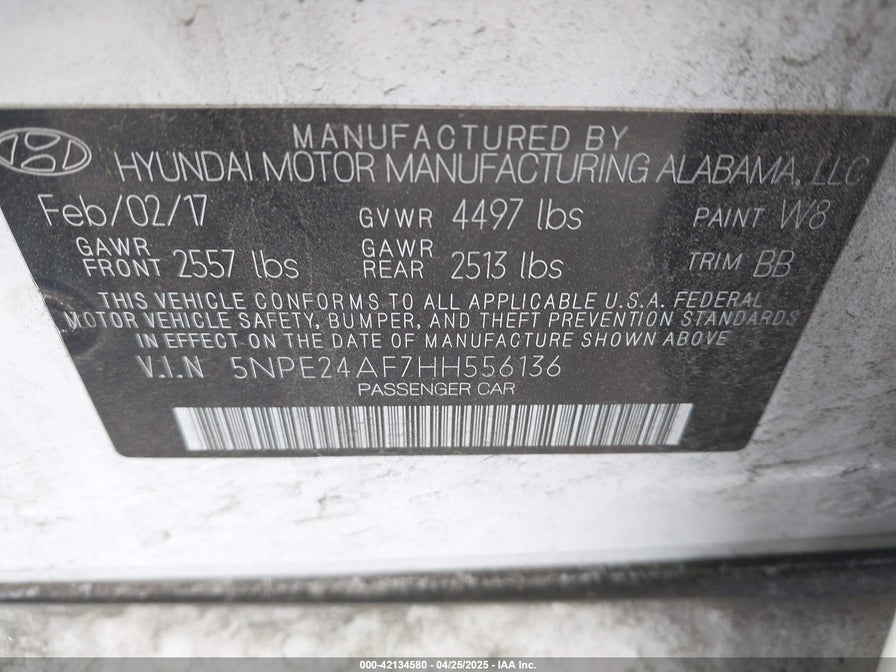 MANUFACTURED BY
HYUNDAI MOTOR MANUFACTURING ALABAMA, LLC
Feb/02/17 GVWR 4497 lbs PAINT W8
GAWR FRONT 2557 lbs GAWR REAR 2513 lbs TRIM BB
THIS VEHICLE CONFORMS TO ALL APPLICABLE U.S.A. FEDERAL
MOTOR VEHICLE SAFETY, BUMPER, AND THEFT PREVENTION STANDARDS
IN EFFECT ON THE DATE OF MANUFACTURE SHOWN ABOVE
V.I.N 5NPE24AF7HH556136
PASSENGER CAR
000-42134580 - 04/25/2025 - IAA Inc.